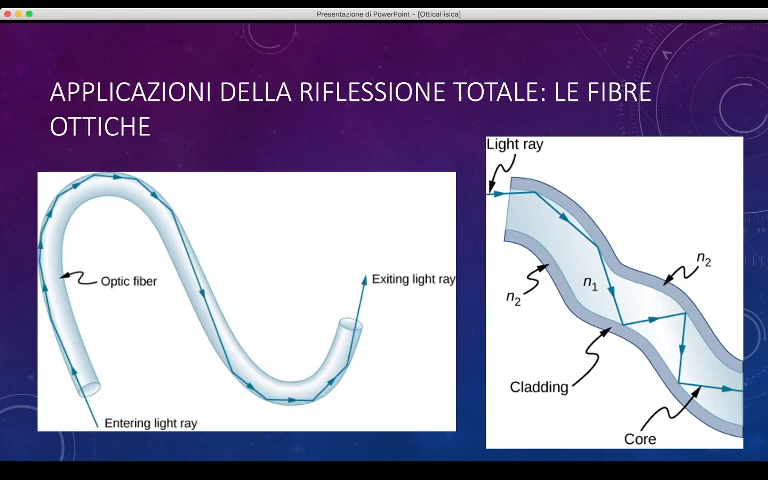 Presentazione di PowerPoint - [OtticaFisica]
APPLICAZIONI DELLA RIFLESSIONE TOTALE: LE FIBRE
OTTICHE
Optic fiber
Exiting light ray
Entering light ray
Light ray
n2
n1
n2
Cladding
Core